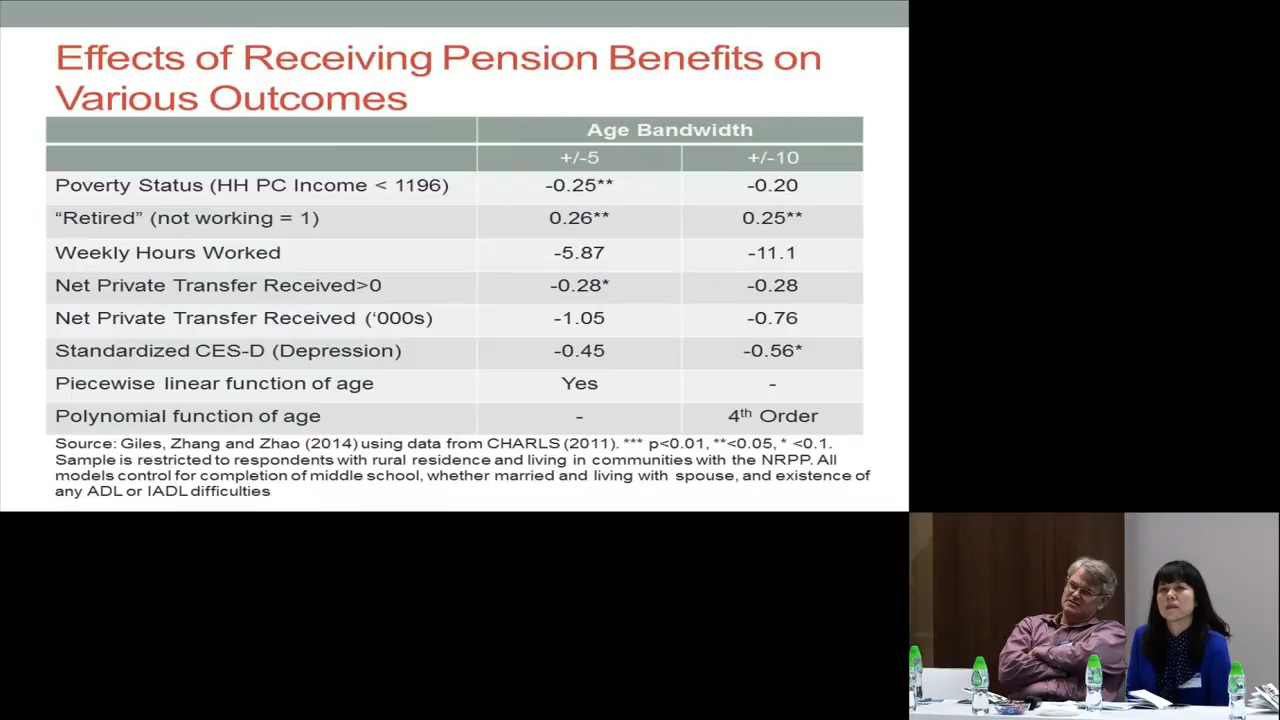 Effects of Receiving Pension Benefits on
Various Outcomes
Age Bandwidth
+/-5 +/-10
Poverty Status (HH PC Income < 1196) -0.25** -0.20
“Retired” (not working = 1) 0.26** 0.25**
Weekly Hours Worked -5.87 -11.1
Net Private Transfer Received>0 -0.28* -0.28
Net Private Transfer Received (‘000s) -1.05 -0.76
Standardized CES-D (Depression) -0.45 -0.56*
Piecewise linear function of age Yes -
Polynomial function of age - 4th Order
Source: Giles, Zhang and Zhao (2014) using data from CHARLS (2011). *** p<0.01, **<0.05, * <0.1.
Sample is restricted to respondents with rural residence and living in communities with the NRPP. All
models control for completion of middle school, whether married and living with spouse, and existence of
any ADL or IADL difficulties